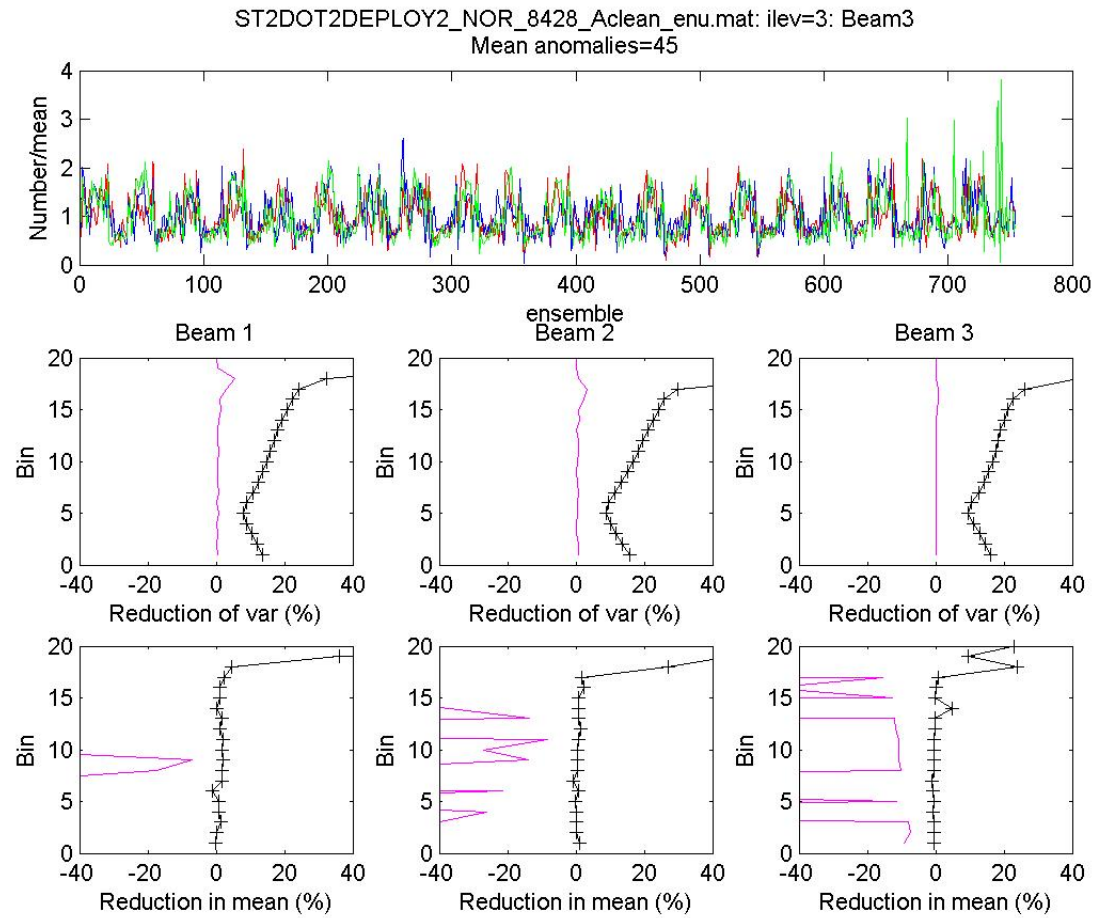 ST2DOT2DEPLOY2_NOR_8428_Aclean_enu.mat: ilev=3: Beam3
Mean anomalies=45
4
3
2
1
0
Number/mean
0 100 200 300 400 500 600 700 800
ensemble
Beam 1 Beam 2 Beam 3
20 20 20
15 15 15
Bin Bin Bin
10 10 10
5 5 5
0 0 0
-40 -20 0 20 40 -40 -20 0 20 40 -40 -20 0 20 40
Reduction of var (%) Reduction of var (%) Reduction of var (%)
20 20 20
15 15 15
Bin Bin Bin
10 10 10
5 5 5
0 0 0
-40 -20 0 20 40 -40 -20 0 20 40 -40 -20 0 20 40
Reduction in mean (%) Reduction in mean (%) Reduction in mean (%)